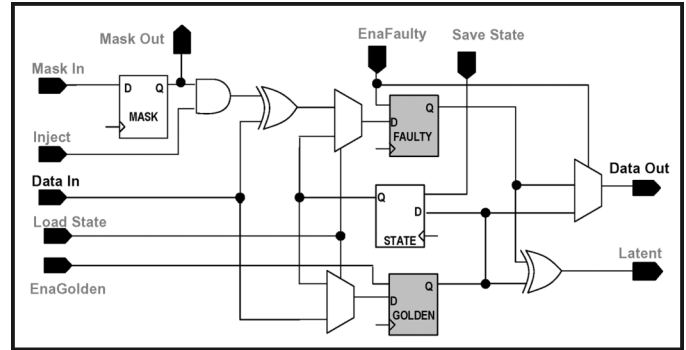 Mask Out
EnaFaulty
Save State
Mask In
D Q
MASK
Q
D
FAULTY
Inject
Data In
Data Out
Q
D
STATE
Load State
Latent
EnaGolden
Q
D
GOLDEN